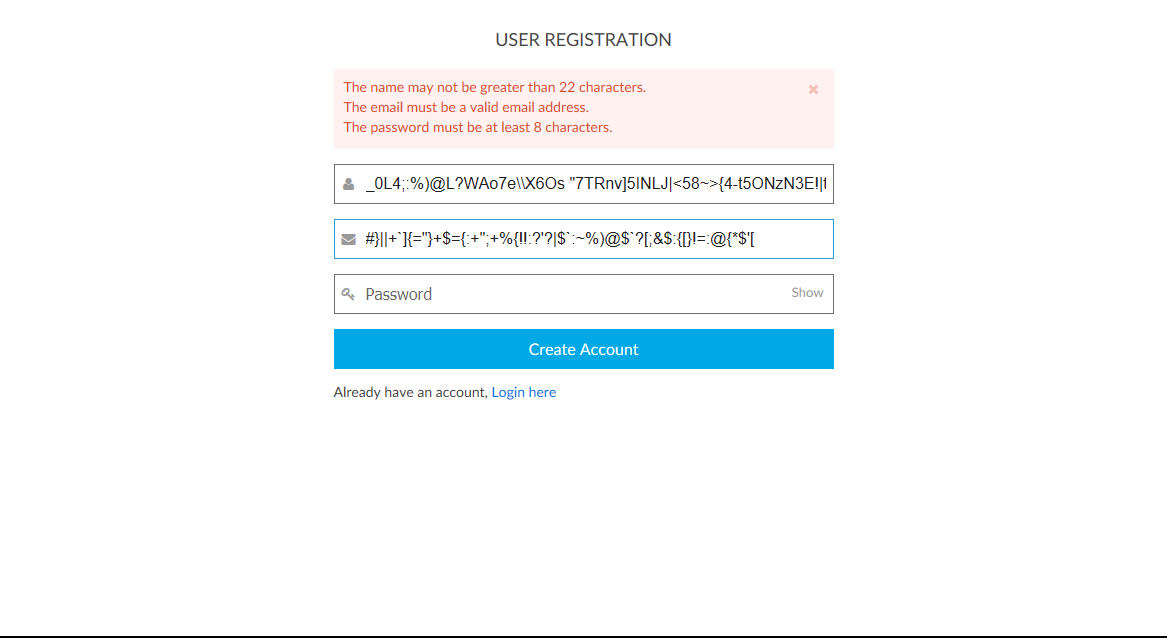 USER REGISTRATION
The name may not be greater than 22 characters.
The email must be a valid email address.
The password must be at least 8 characters.
_0L4;:%)@L?WAo7e\\X6Os "7TRnv]5lNLJ|<58~>{4-t5ONzN3E!|f
#}||+`]{="}+$={:+";+%{!!:?'?|$`:~%)@$`?[;&$:{[}!=:@{*$'[
Password Show
Create Account
Already have an account, Login here